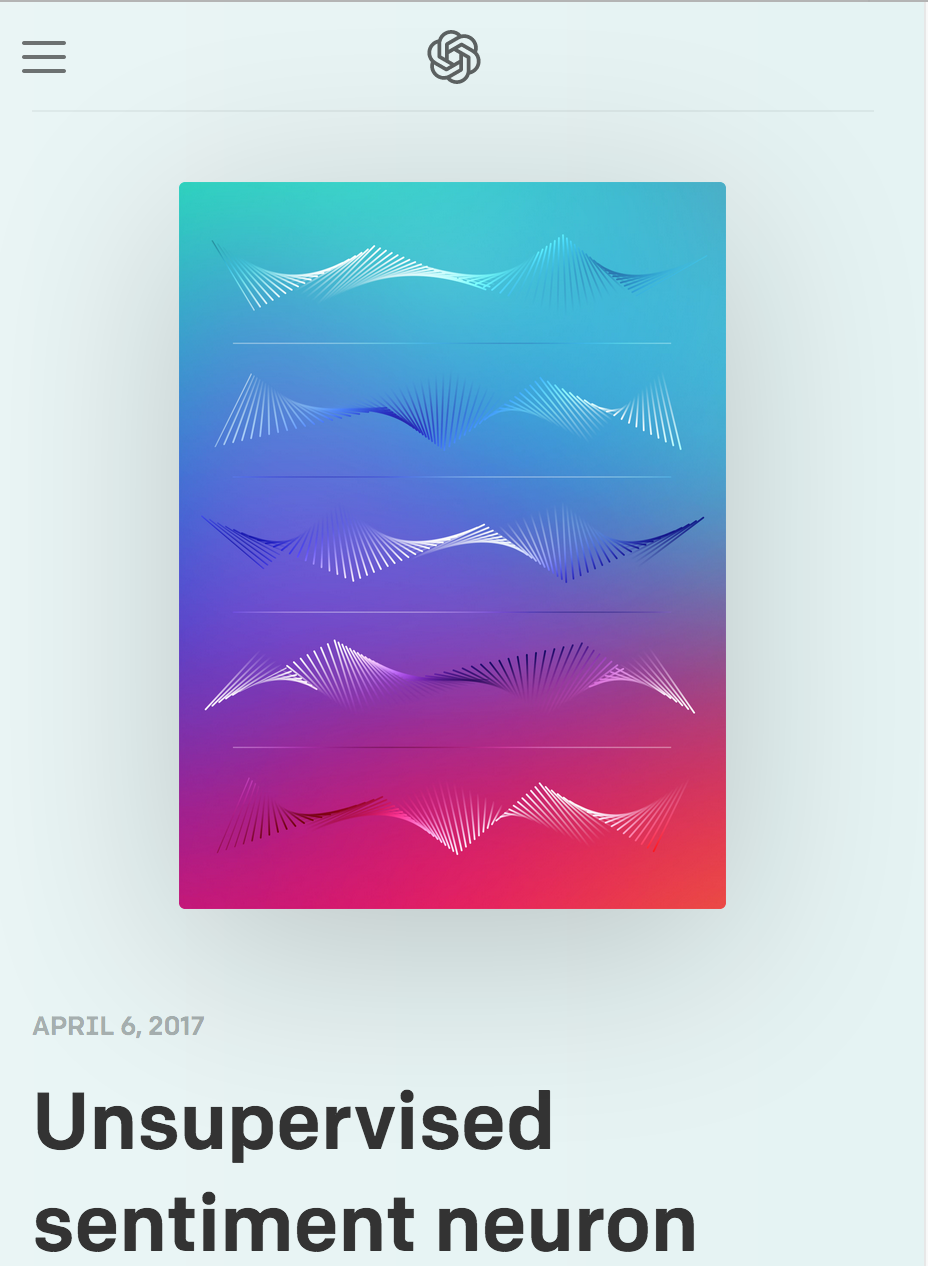 APRIL 6, 2017
Unsupervised
sentiment neuron